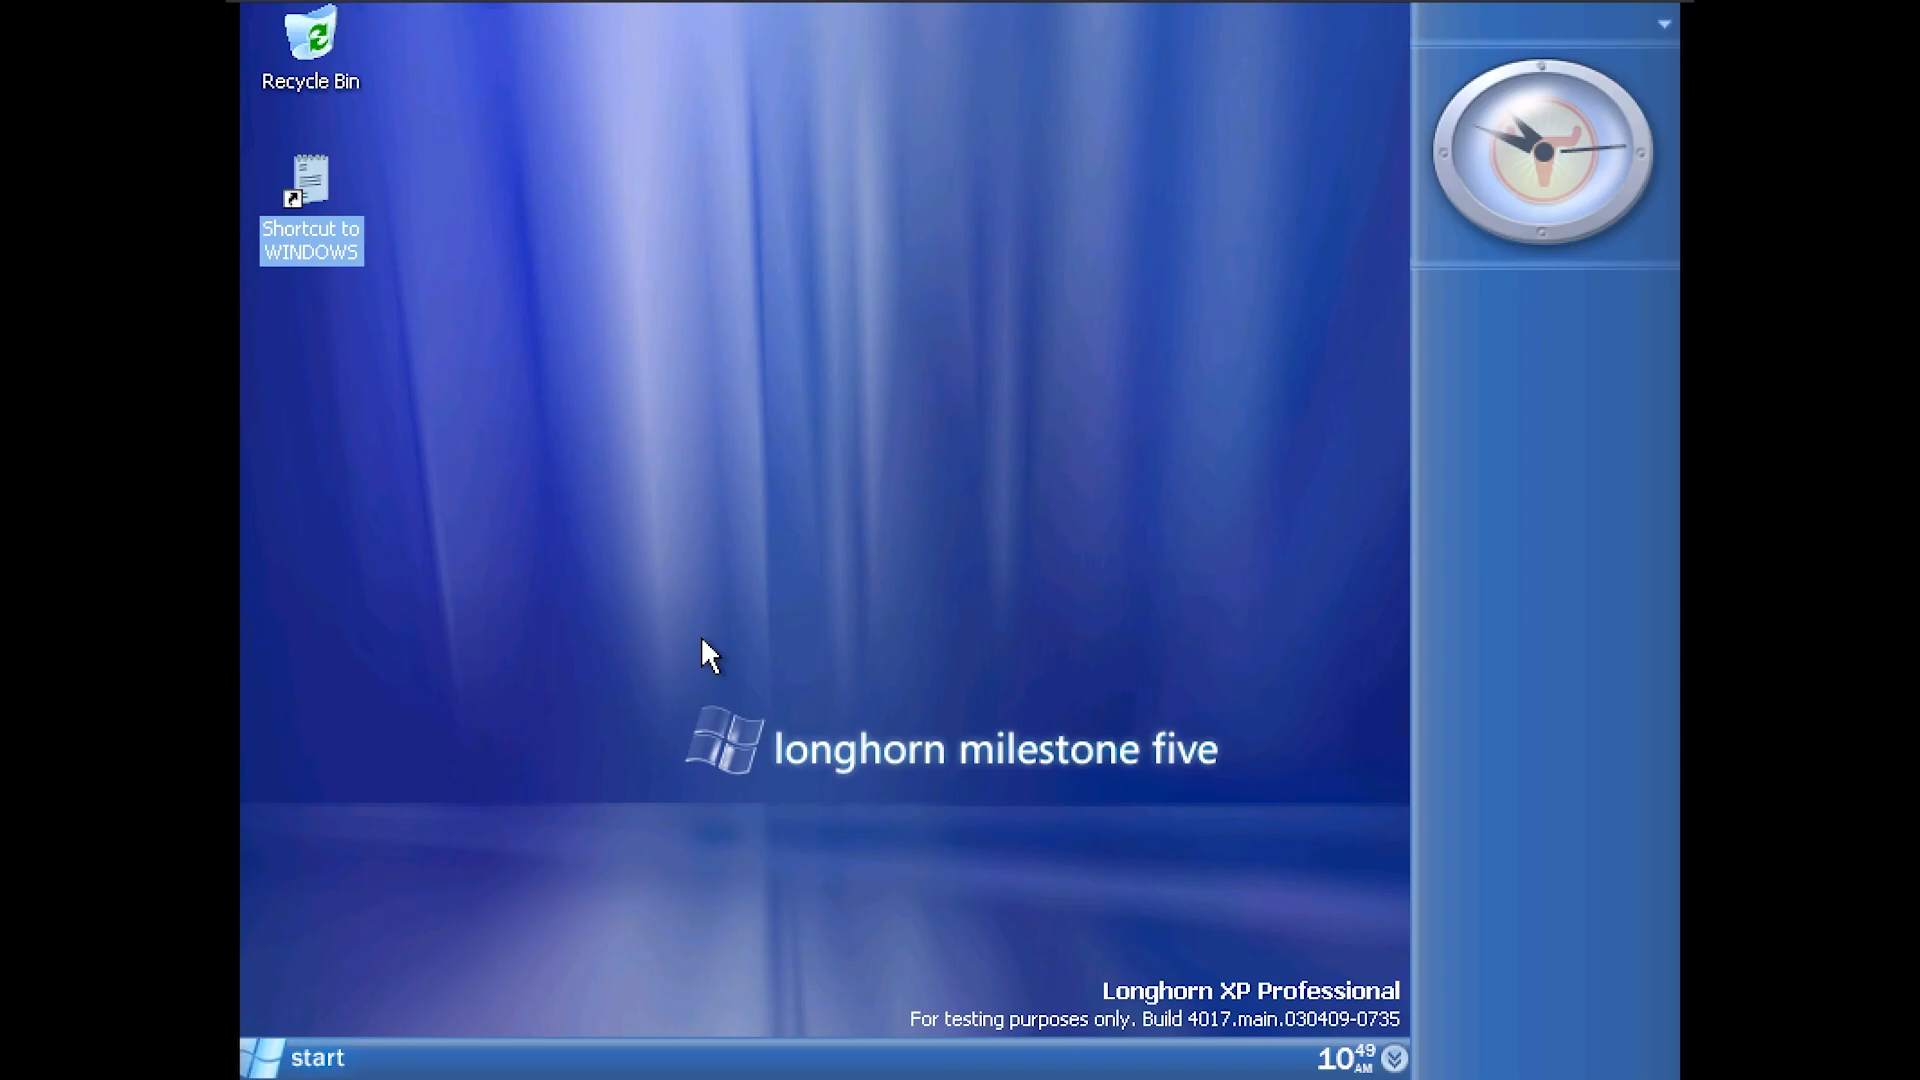 Recycle Bin
Shortcut to
WINDOWS
longhorn milestone five
Longhorn XP Professional
For testing purposes only. Build 4017.main.030409-0735
start
10 49 AM